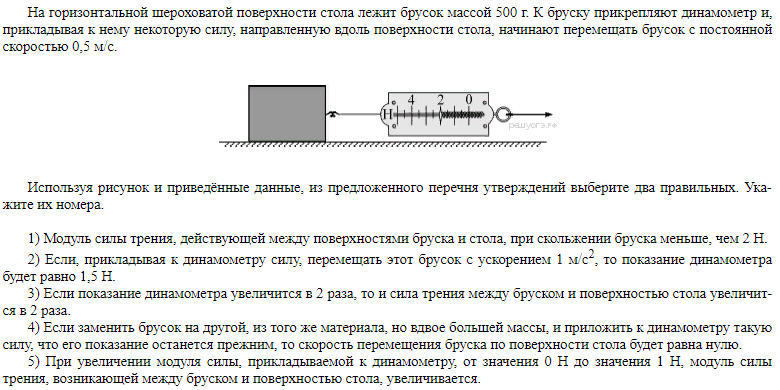 На горизонтальной шероховатой поверхности стола лежит брусок массой 500 г. К бруску прикрепляют динамометр и,
прикладывая к нему некоторую силу, направленную вдоль поверхности стола, начинают перемещать брусок с постоянной
скоростью 0,5 м/с.
4 2 0
Н
решуогэ.рф
Используя рисунок и приведённые данные, из предложенного перечня утверждений выберите два правильных. Ука-
жите их номера.
1) Модуль силы трения, действующей между поверхностями бруска и стола, при скольжении бруска меньше, чем 2 Н.
2) Если, прикладывая к динамометру силу, перемещать этот брусок с ускорением 1 м/с², то показание динамометра
будет равно 1,5 Н.
3) Если показание динамометра увеличится в 2 раза, то и сила трения между бруском и поверхностью стола увеличит-
ся в 2 раза.
4) Если заменить брусок на другой, из того же материала, но вдвое большей массы, и приложить к динамометру такую
силу, что его показание останется прежним, то скорость перемещения бруска по поверхности стола будет равна нулю.
5) При увеличении модуля силы, прикладываемой к динамометру, от значения 0 Н до значения 1 Н, модуль силы
трения, возникающей между бруском и поверхностью стола, увеличивается.